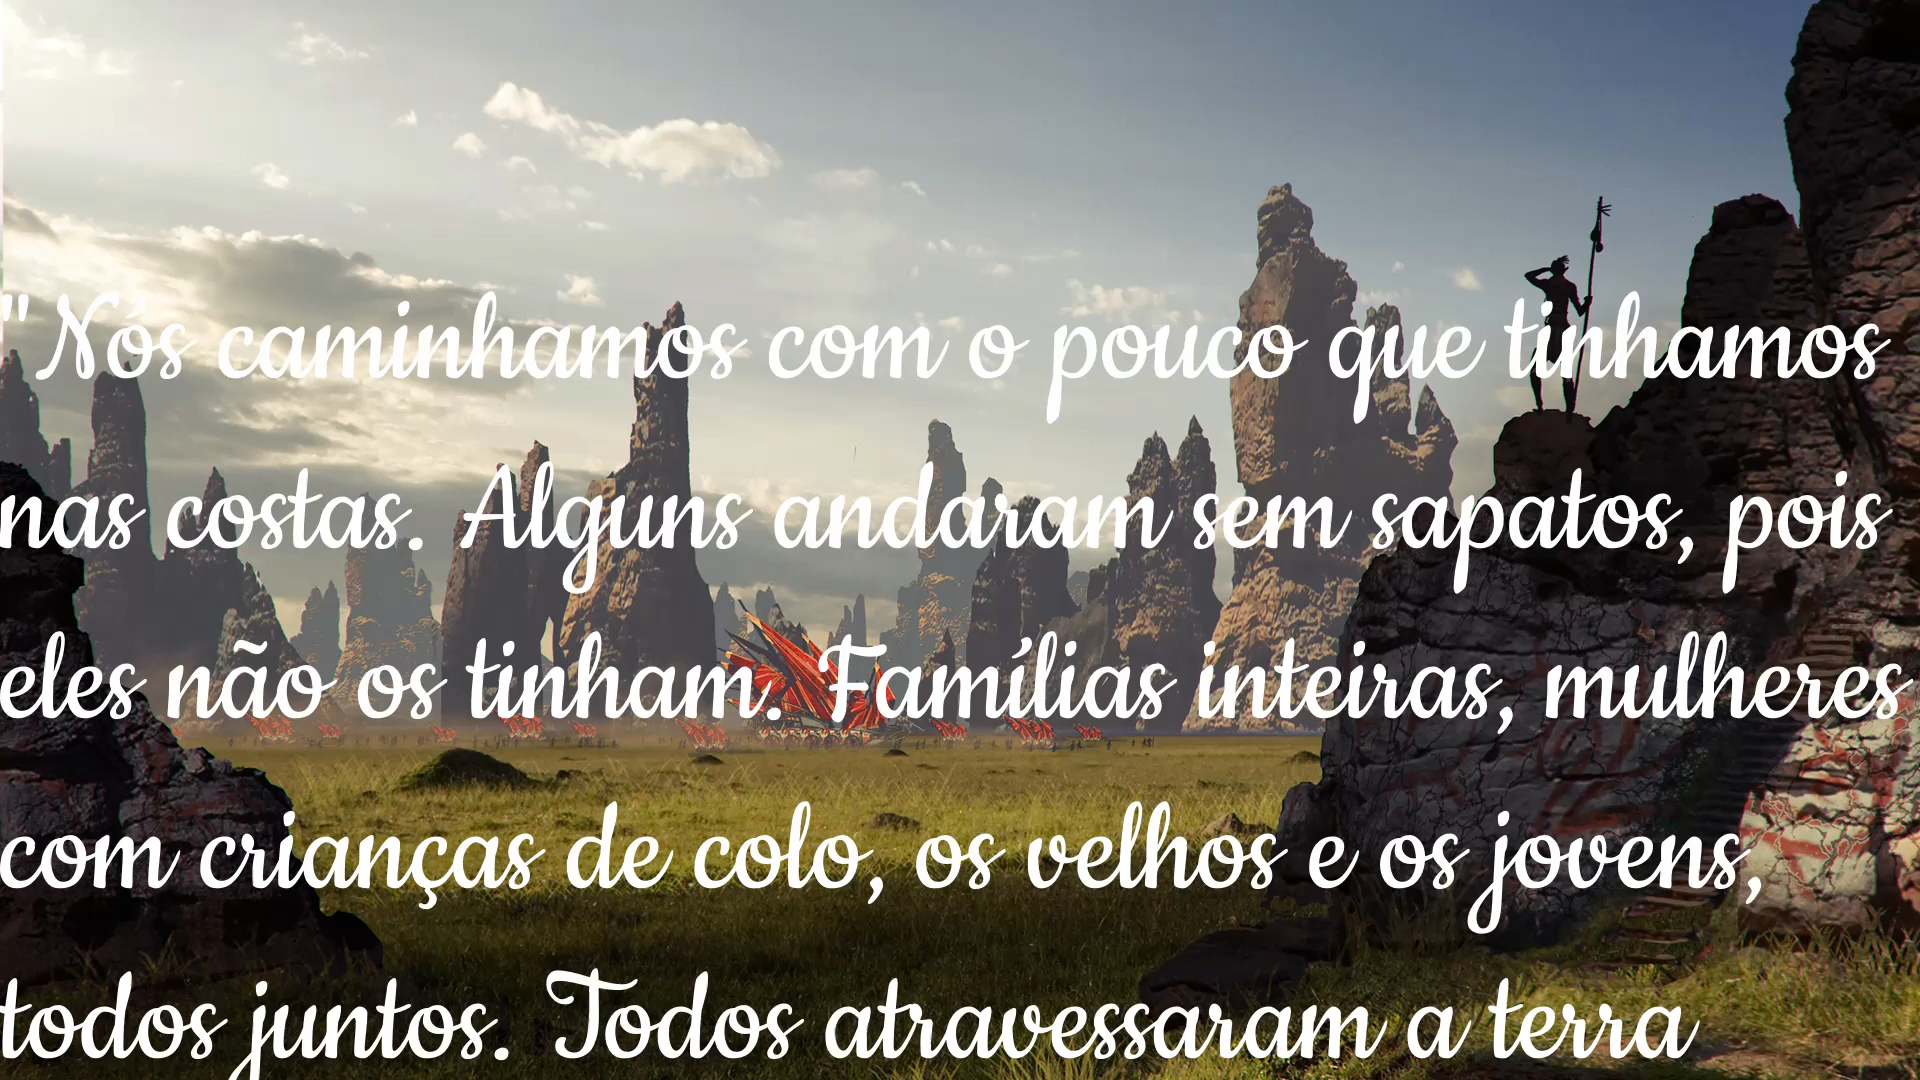 "Nós caminhamos com o pouco que tinhamos
nas costas. Alguns andaram sem sapatos, pois
eles não os tinham. Famílias inteiras, mulheres
com crianças de colo, os velhos e os jovens,
todos juntos. Todos atravessaram a terra